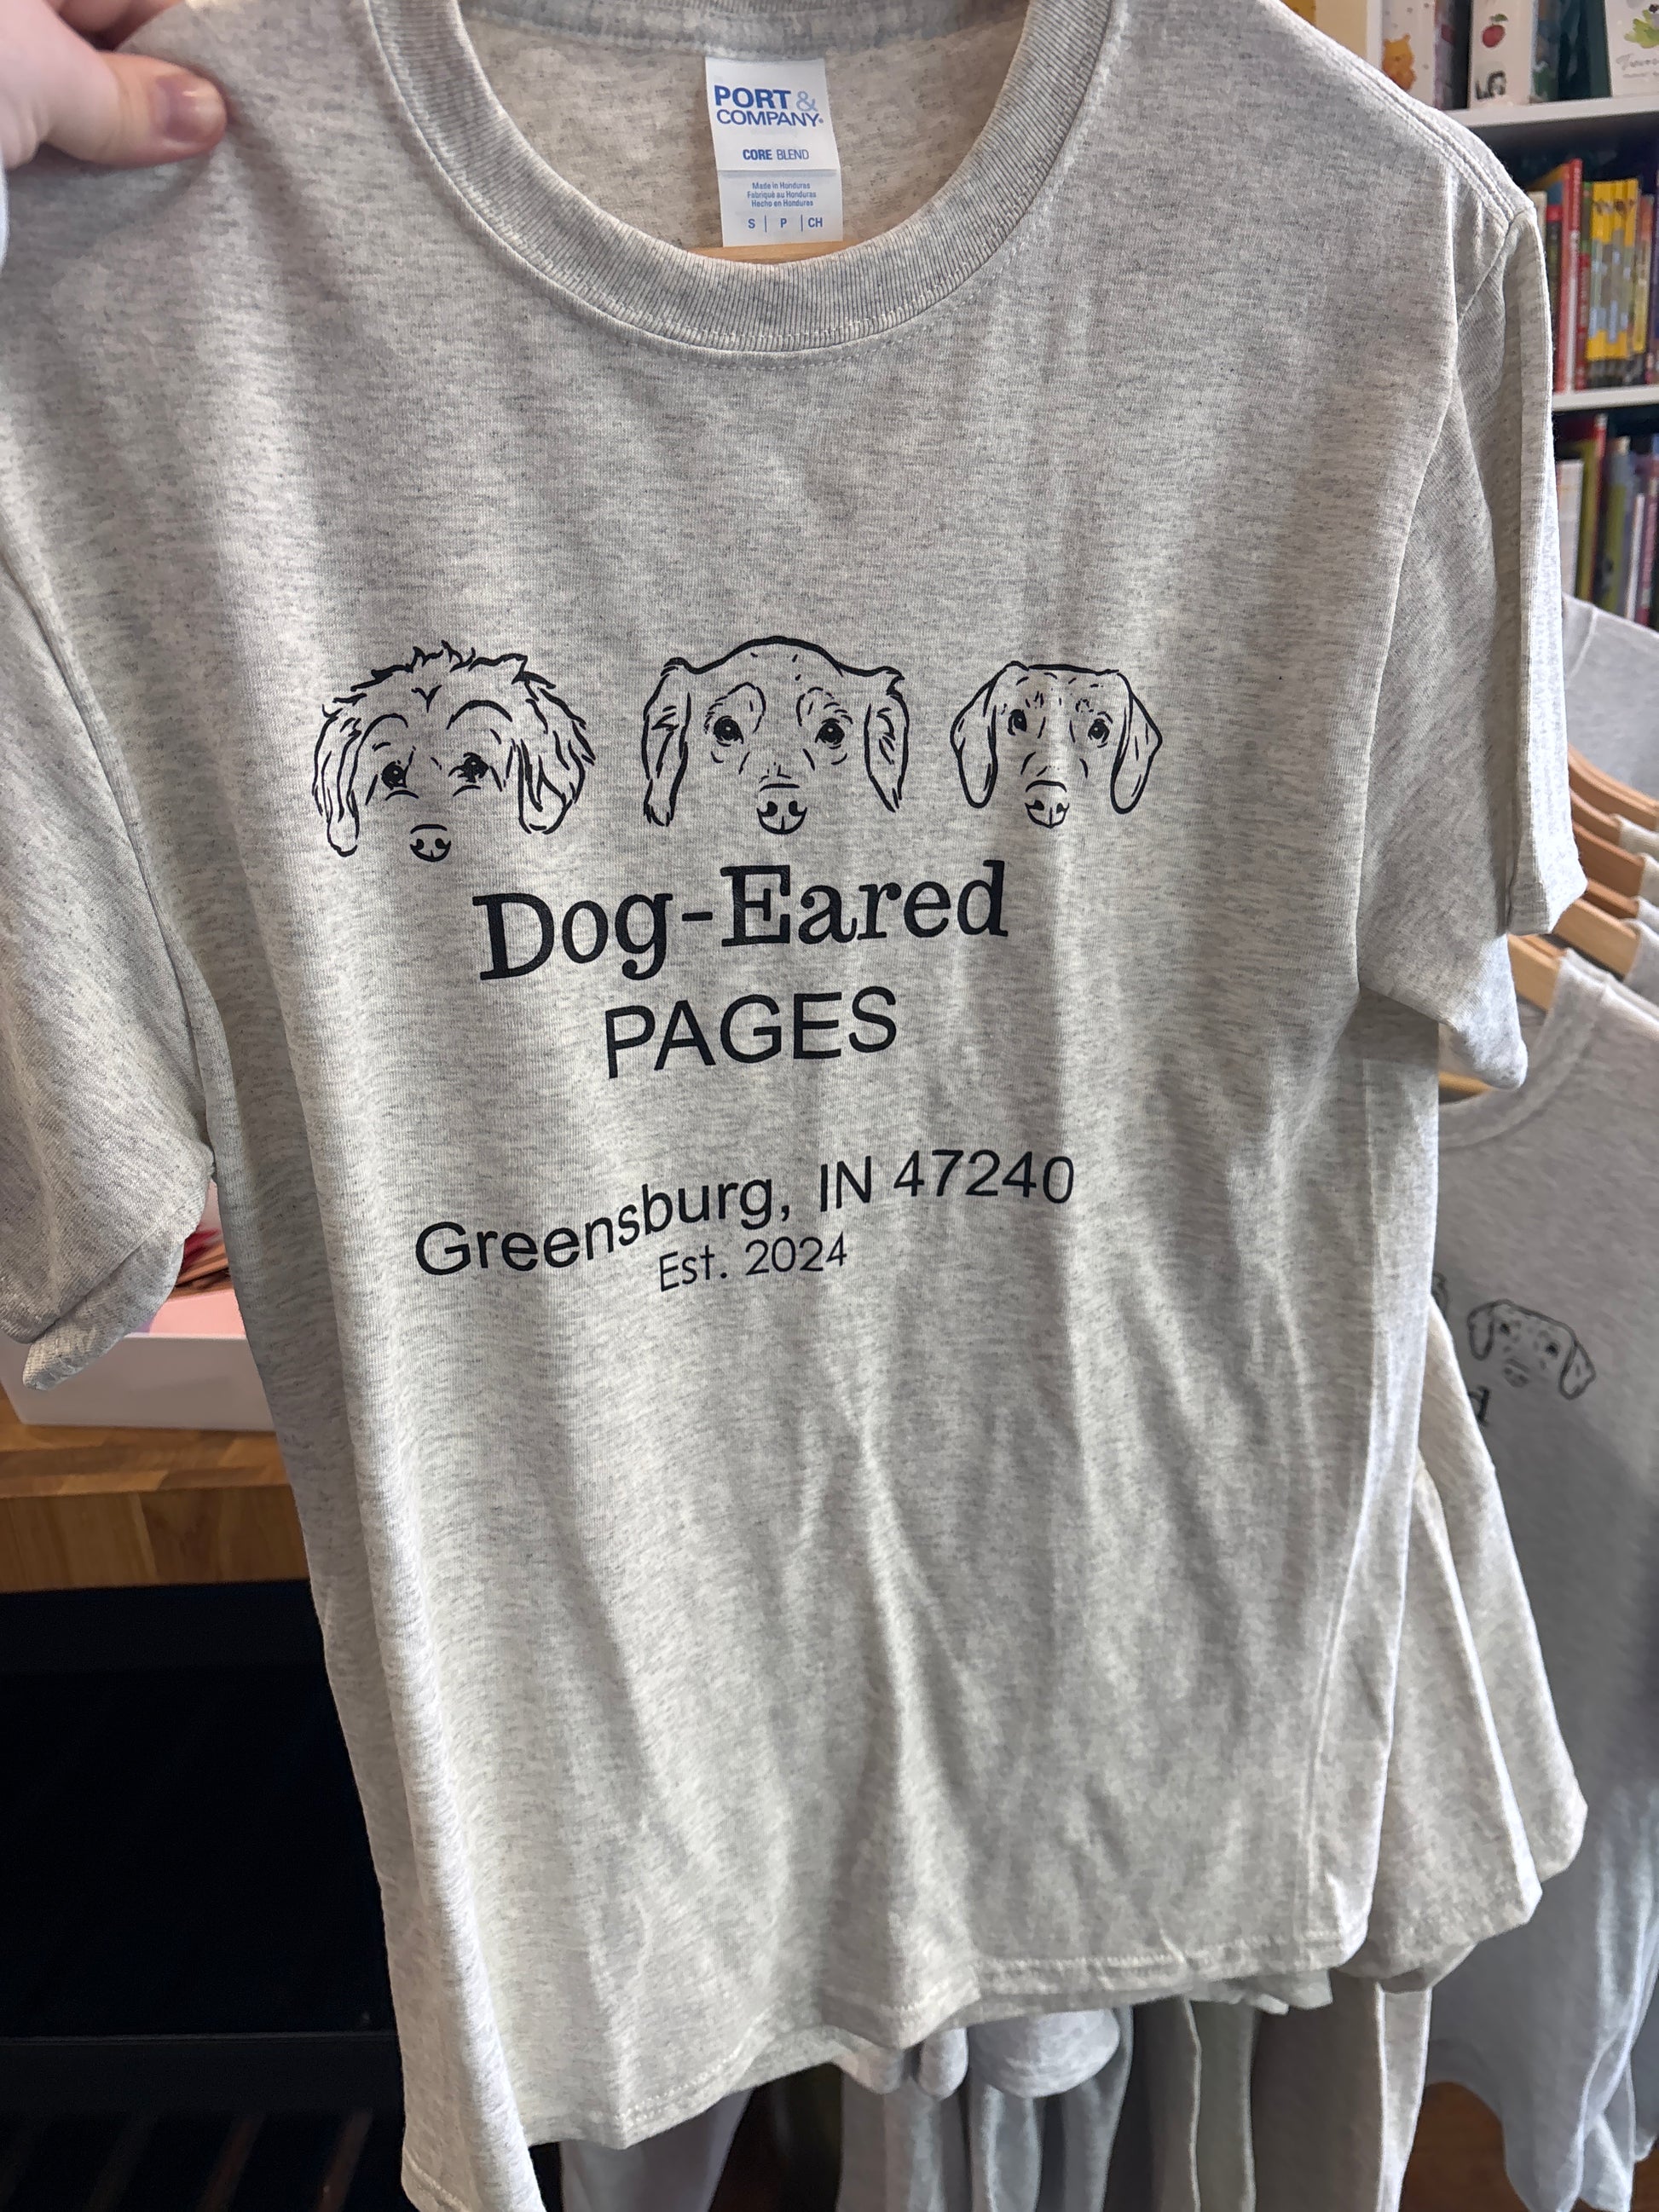 PORT &
COMPANY®
CORE BLEND
Made in Honduras
Fabriqué au Honduras
Hecho en Honduras
S | P | CH
Dog-Eared
PAGES
Greensburg, IN 47240
Est. 2024